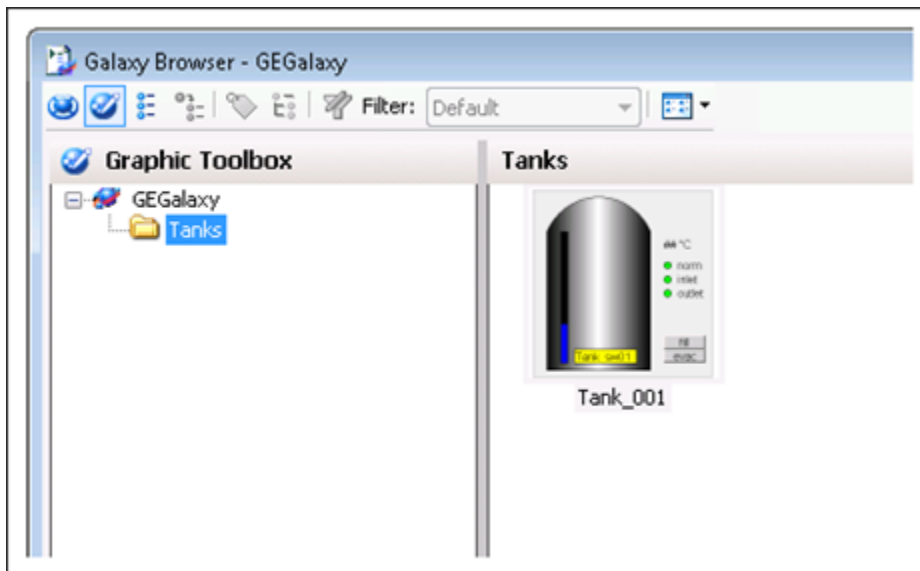 Galaxy Browser - GEGalaxy
Filter: Default
Graphic Toolbox
Tanks
GEGalaxy
Tanks
°C
norm
inlet
outlet
fill
evac
Tank_001